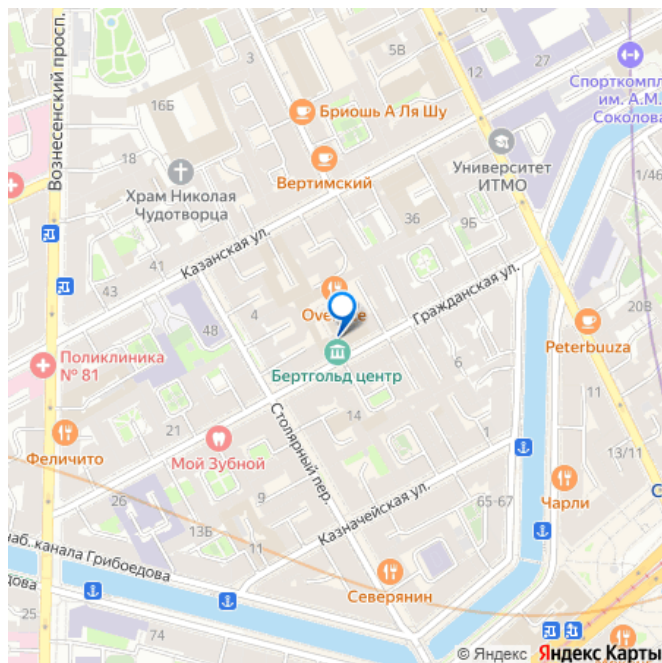 Вознесенский просп.
5В
12
27
16Б
Бриошь А Ля Шу
Спорткомпл
им. А.М.
Соколова
18
Вертимский
Университет
ИТМО
1/46
Храм Николая
Чудотворца
36
9Б
Казанская ул.
41
43
Гражданская ул.
4
48
20В
Peterbuuza
Поликлиника
№ 81
Бертгольд центр
6
11
21
14
Феличито
Мой Зубной
Столярный пер.
1
13/11
Чарли
С
26
9
Казначейская ул.
65-67
13Б
11
наб. канала Грибоедова
Северянин
дова
25
74
© Яндекс Яндекс Карты